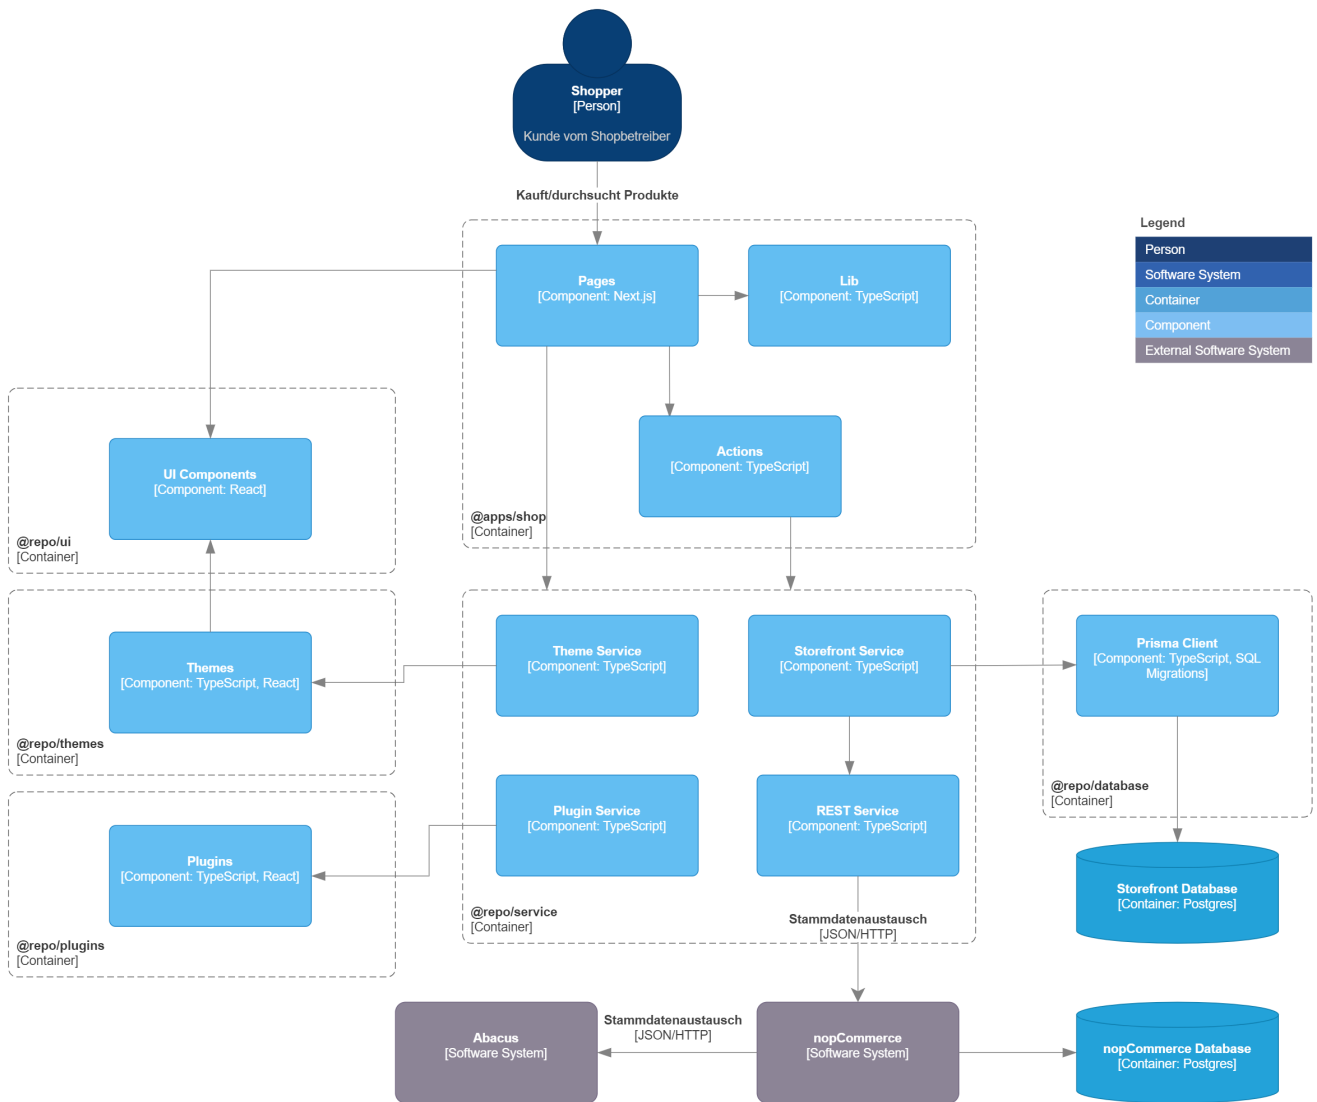 Shopper
[Person]
Kunde vom Shopbetreiber
Kauft/durchsucht Produkte
Legend
Person
Software System
Container
Component
External Software System
Pages
[Component: Next.js]
Lib
[Component: TypeScript]
Actions
[Component: TypeScript]
@apps/shop
[Container]
UI Components
[Component: React]
@repo/ui
[Container]
Themes
[Component: TypeScript, React]
@repo/themes
[Container]
Theme Service
[Component: TypeScript]
Storefront Service
[Component: TypeScript]
Prisma Client
[Component: TypeScript, SQL
Migrations]
@repo/database
[Container]
Plugin Service
[Component: TypeScript]
REST Service
[Component: TypeScript]
Plugins
[Component: TypeScript, React]
@repo/plugins
[Container]
@repo/service
[Container]
Stammdatenaustausch
[JSON/HTTP]
Storefront Database
[Container: Postgres]
Abacus
[Software System]
Stammdatenaustausch
[JSON/HTTP]
nopCommerce
[Software System]
nopCommerce Database
[Container: Postgres]